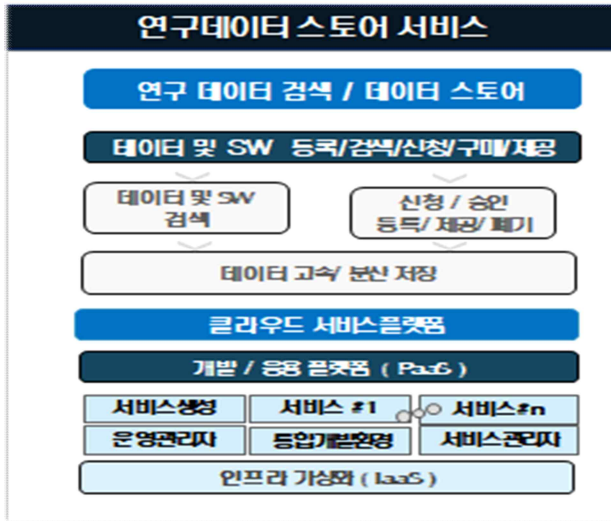 연구데이터 스토어 서비스
연구 데이터 검색 / 데이터 스토어
데이터 및 SW 등록/검색/신청/구매/제공
데이터 및 SW
검색
신청 / 승인
등록/ 제공/ 폐기
데이터 고속/ 분산 저장
클라우드 서비스플랫폼
개발 / 응용 플랫폼 ( PaaS )
서비스생성 서비스 #1 서비스#n
운영관리자 통합개발환경 서비스관리자
인프라 가상화 ( IaaS )